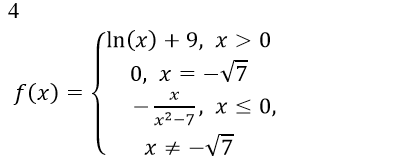 4
f(x) = { ln(x) + 9, x > 0
0, x = −√7
− x/(x² − 7), x ≤ 0,
x ≠ −√7